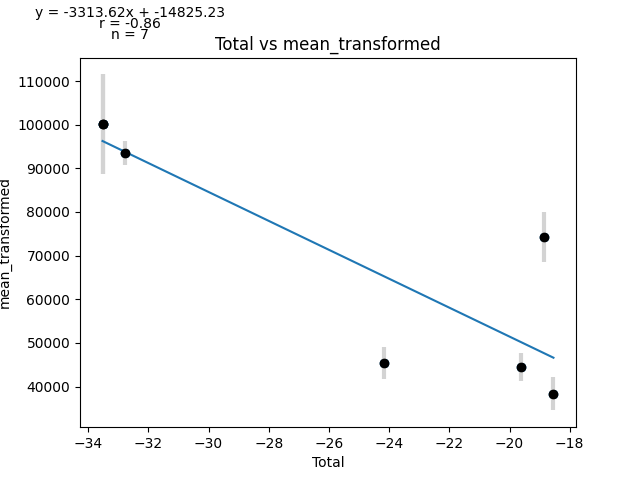 y = -3313.62x + -14825.23
r = -0.86
n = 7
Total vs mean_transformed
mean_transformed
110000
100000
90000
80000
70000
60000
50000
40000
−34 −32 −30 −28 −26 −24 −22 −20 −18
Total